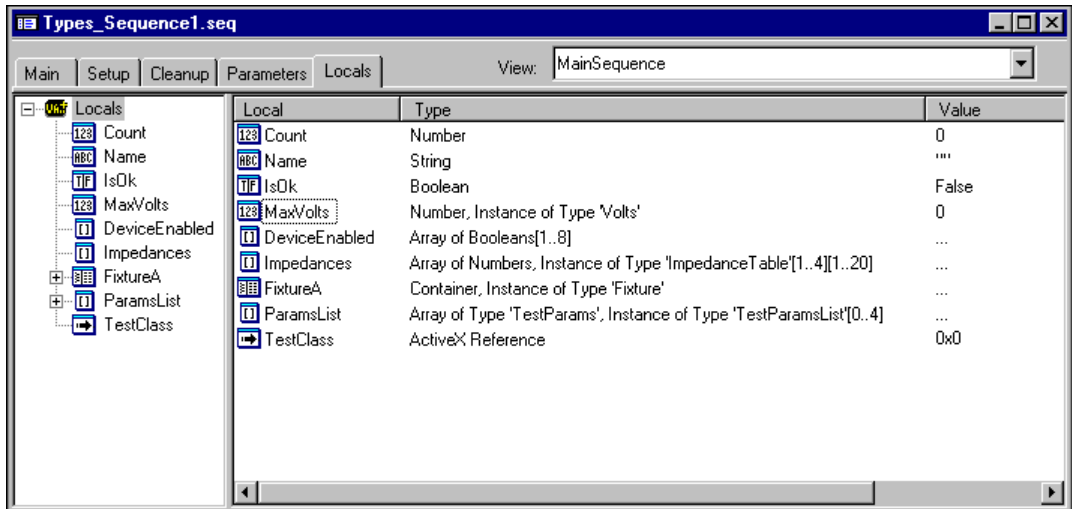 Types_Sequence1.seq
Main Setup Cleanup Parameters Locals View: MainSequence
Locals
Count
Name
IsOk
MaxVolts
DeviceEnabled
Impedances
FixtureA
ParamsList
TestClass
Local Type Value
Count Number 0
Name String ""
IsOk Boolean False
MaxVolts Number, Instance of Type 'Volts' 0
DeviceEnabled Array of Booleans[1..8] ...
Impedances Array of Numbers, Instance of Type 'ImpedanceTable'[1..4][1..20] ...
FixtureA Container, Instance of Type 'Fixture' ...
ParamsList Array of Type 'TestParams', Instance of Type 'TestParamsList'[0..4] ...
TestClass ActiveX Reference 0x0